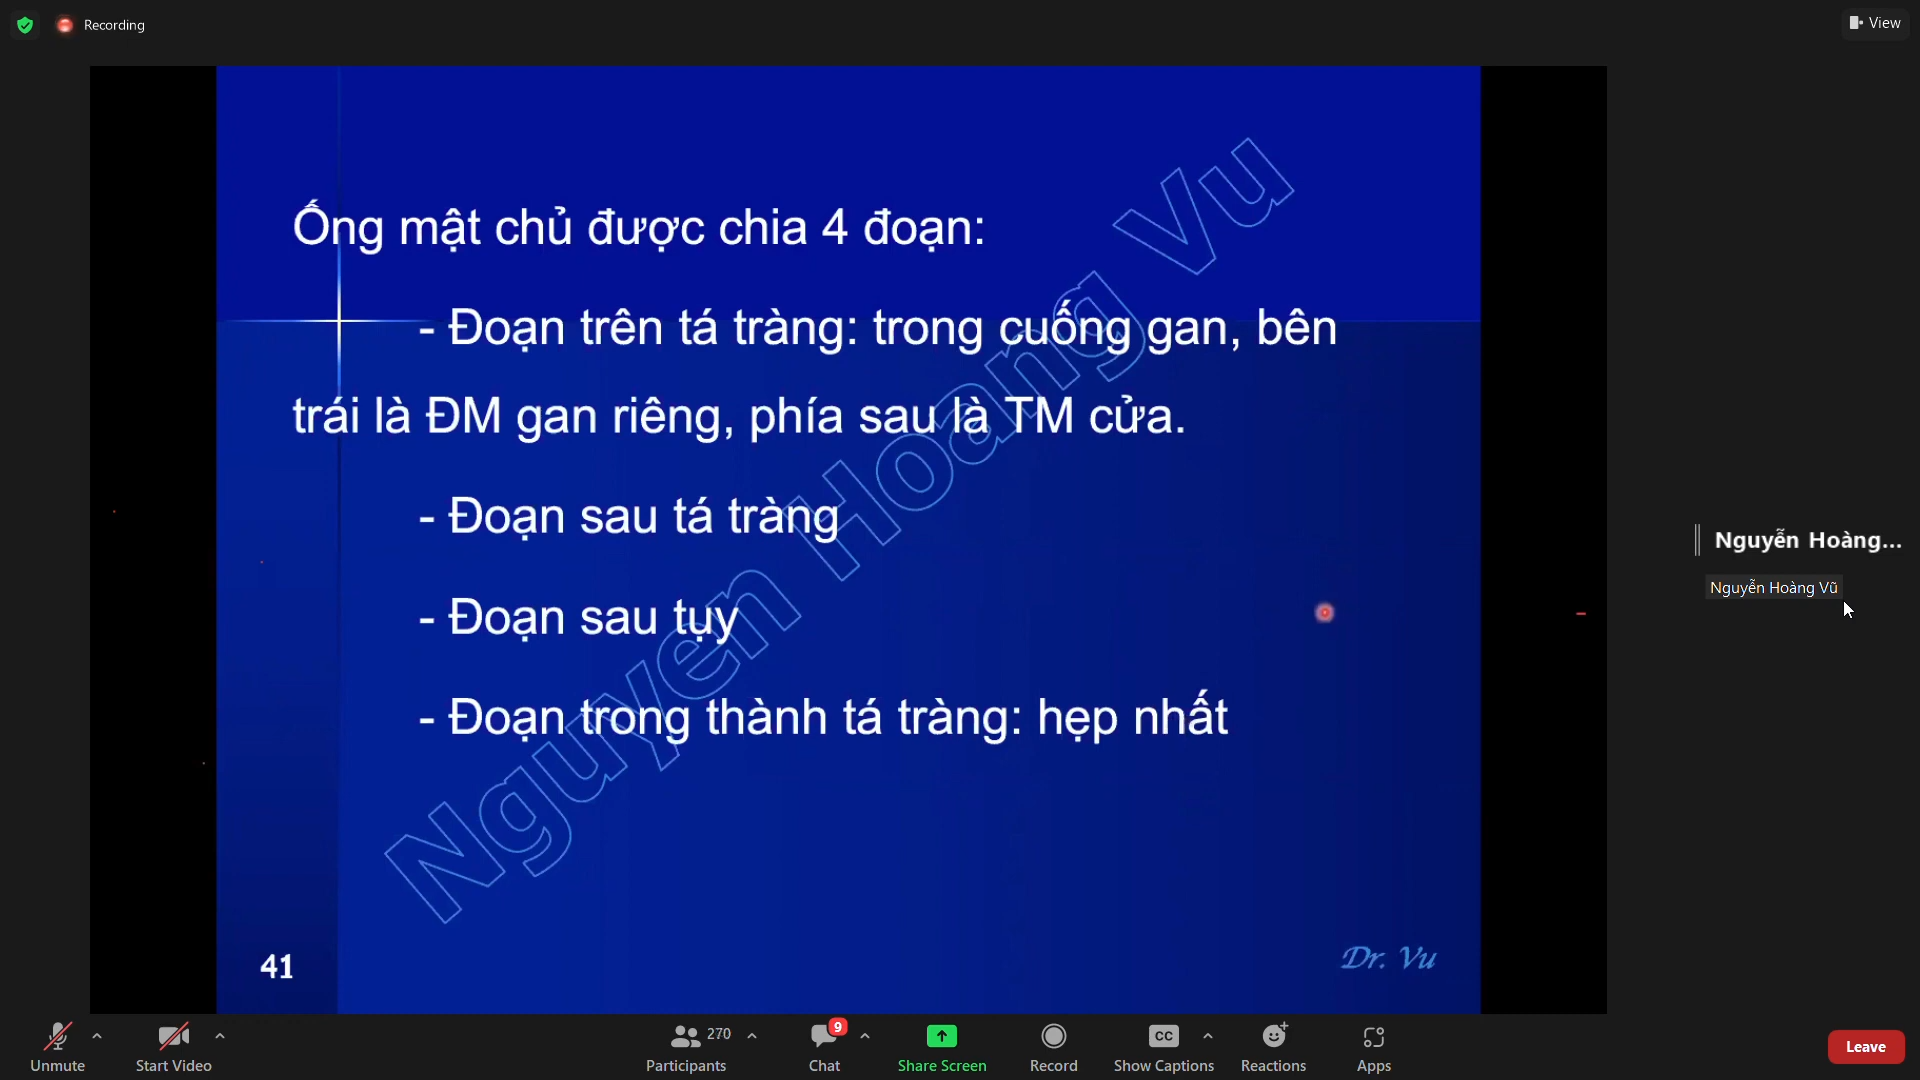 Recording
View
Ống mật chủ được chia 4 đoạn:
- Đoạn trên tá tràng: trong cuống gan, bên
trái là ĐM gan riêng, phía sau là TM cửa.
- Đoạn sau tá tràng
- Đoạn sau tụy
- Đoạn trong thành tá tràng: hẹp nhất
Nguyen Hoang Vu
41
Dr. Vu
Nguyễn Hoàng...
Nguyễn Hoàng Vũ
Unmute
Start Video
270
Participants
9
Chat
Share Screen
Record
CC
Show Captions
Reactions
Apps
Leave